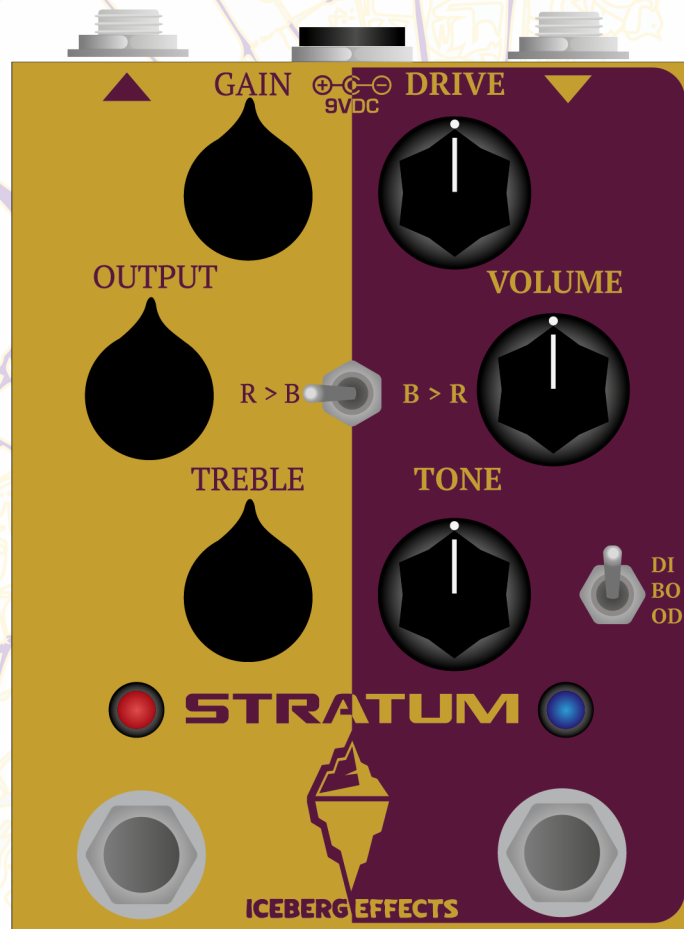 GAIN
DRIVE
9VDC
OUTPUT
VOLUME
R > B
B > R
TREBLE
TONE
DI
BO
OD
STRATUM
ICEBERG EFFECTS